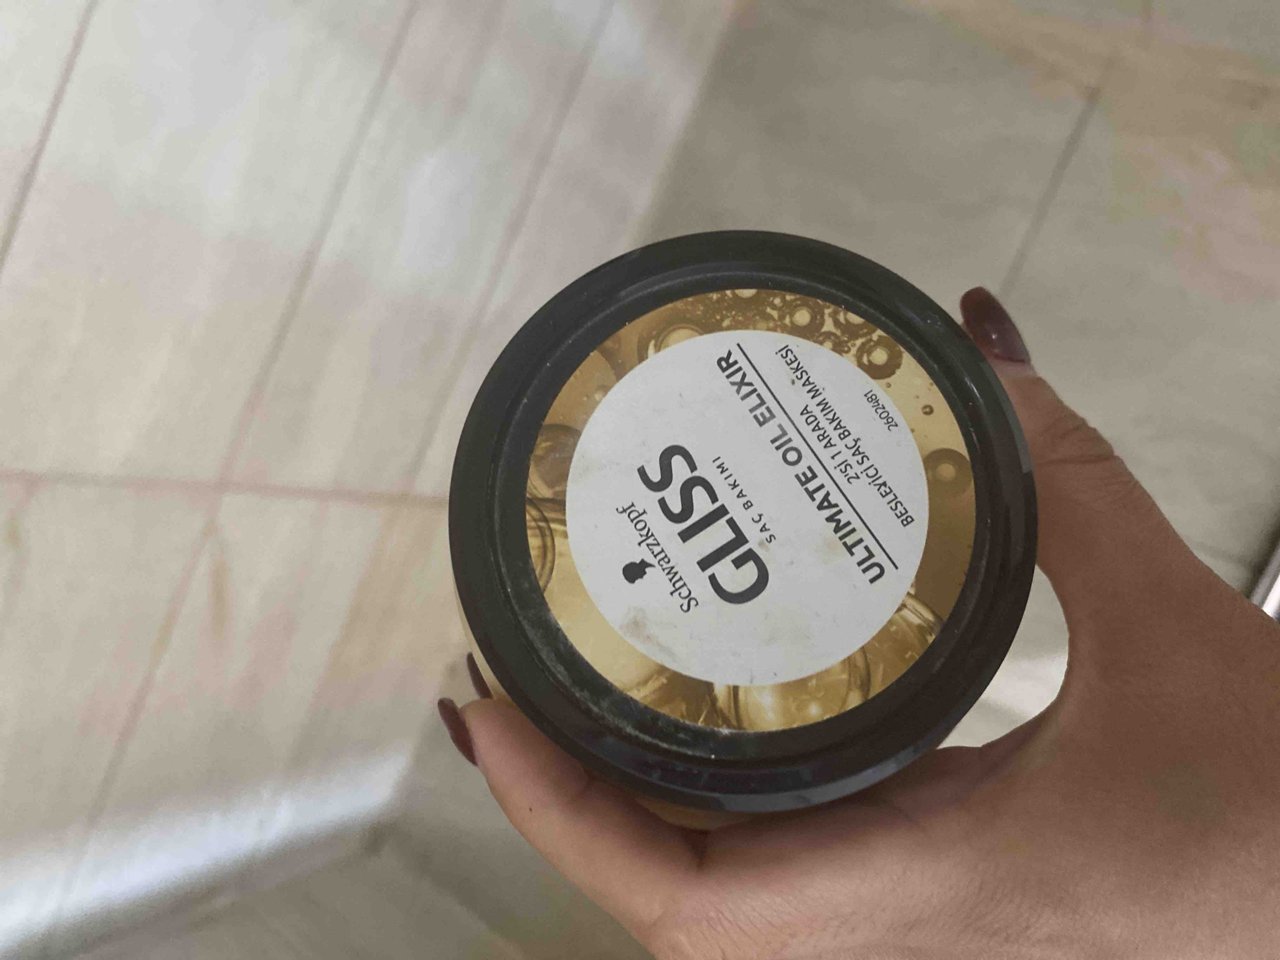 Schwarzkopf
GLISS
SAÇ BAKIMI
ULTIMATE OIL ELIXIR
2'Sİ 1 ARADA
BESLEYİCİ SAÇ BAKIM MASKESİ
2602481